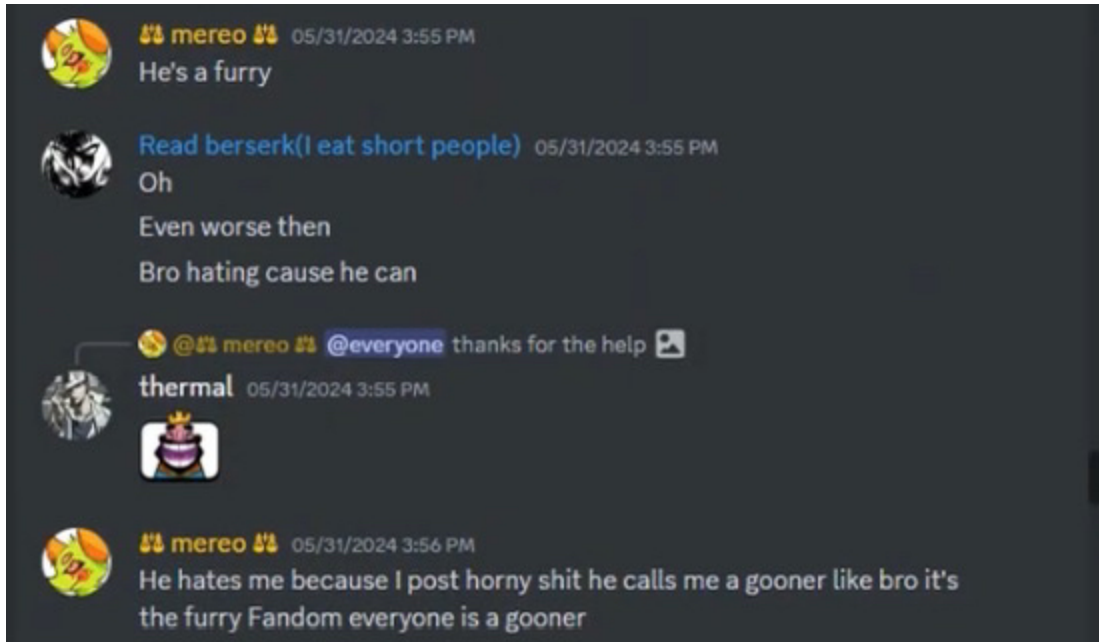 ⚖⚖ mereo ⚖⚖ 05/31/2024 3:55 PM
He's a furry
Read berserk(I eat short people) 05/31/2024 3:55 PM
Oh
Even worse then
Bro hating cause he can
@⚖⚖ mereo ⚖⚖ @everyone thanks for the help
thermal 05/31/2024 3:55 PM
⚖⚖ mereo ⚖⚖ 05/31/2024 3:56 PM
He hates me because I post horny shit he calls me a gooner like bro it's
the furry Fandom everyone is a gooner